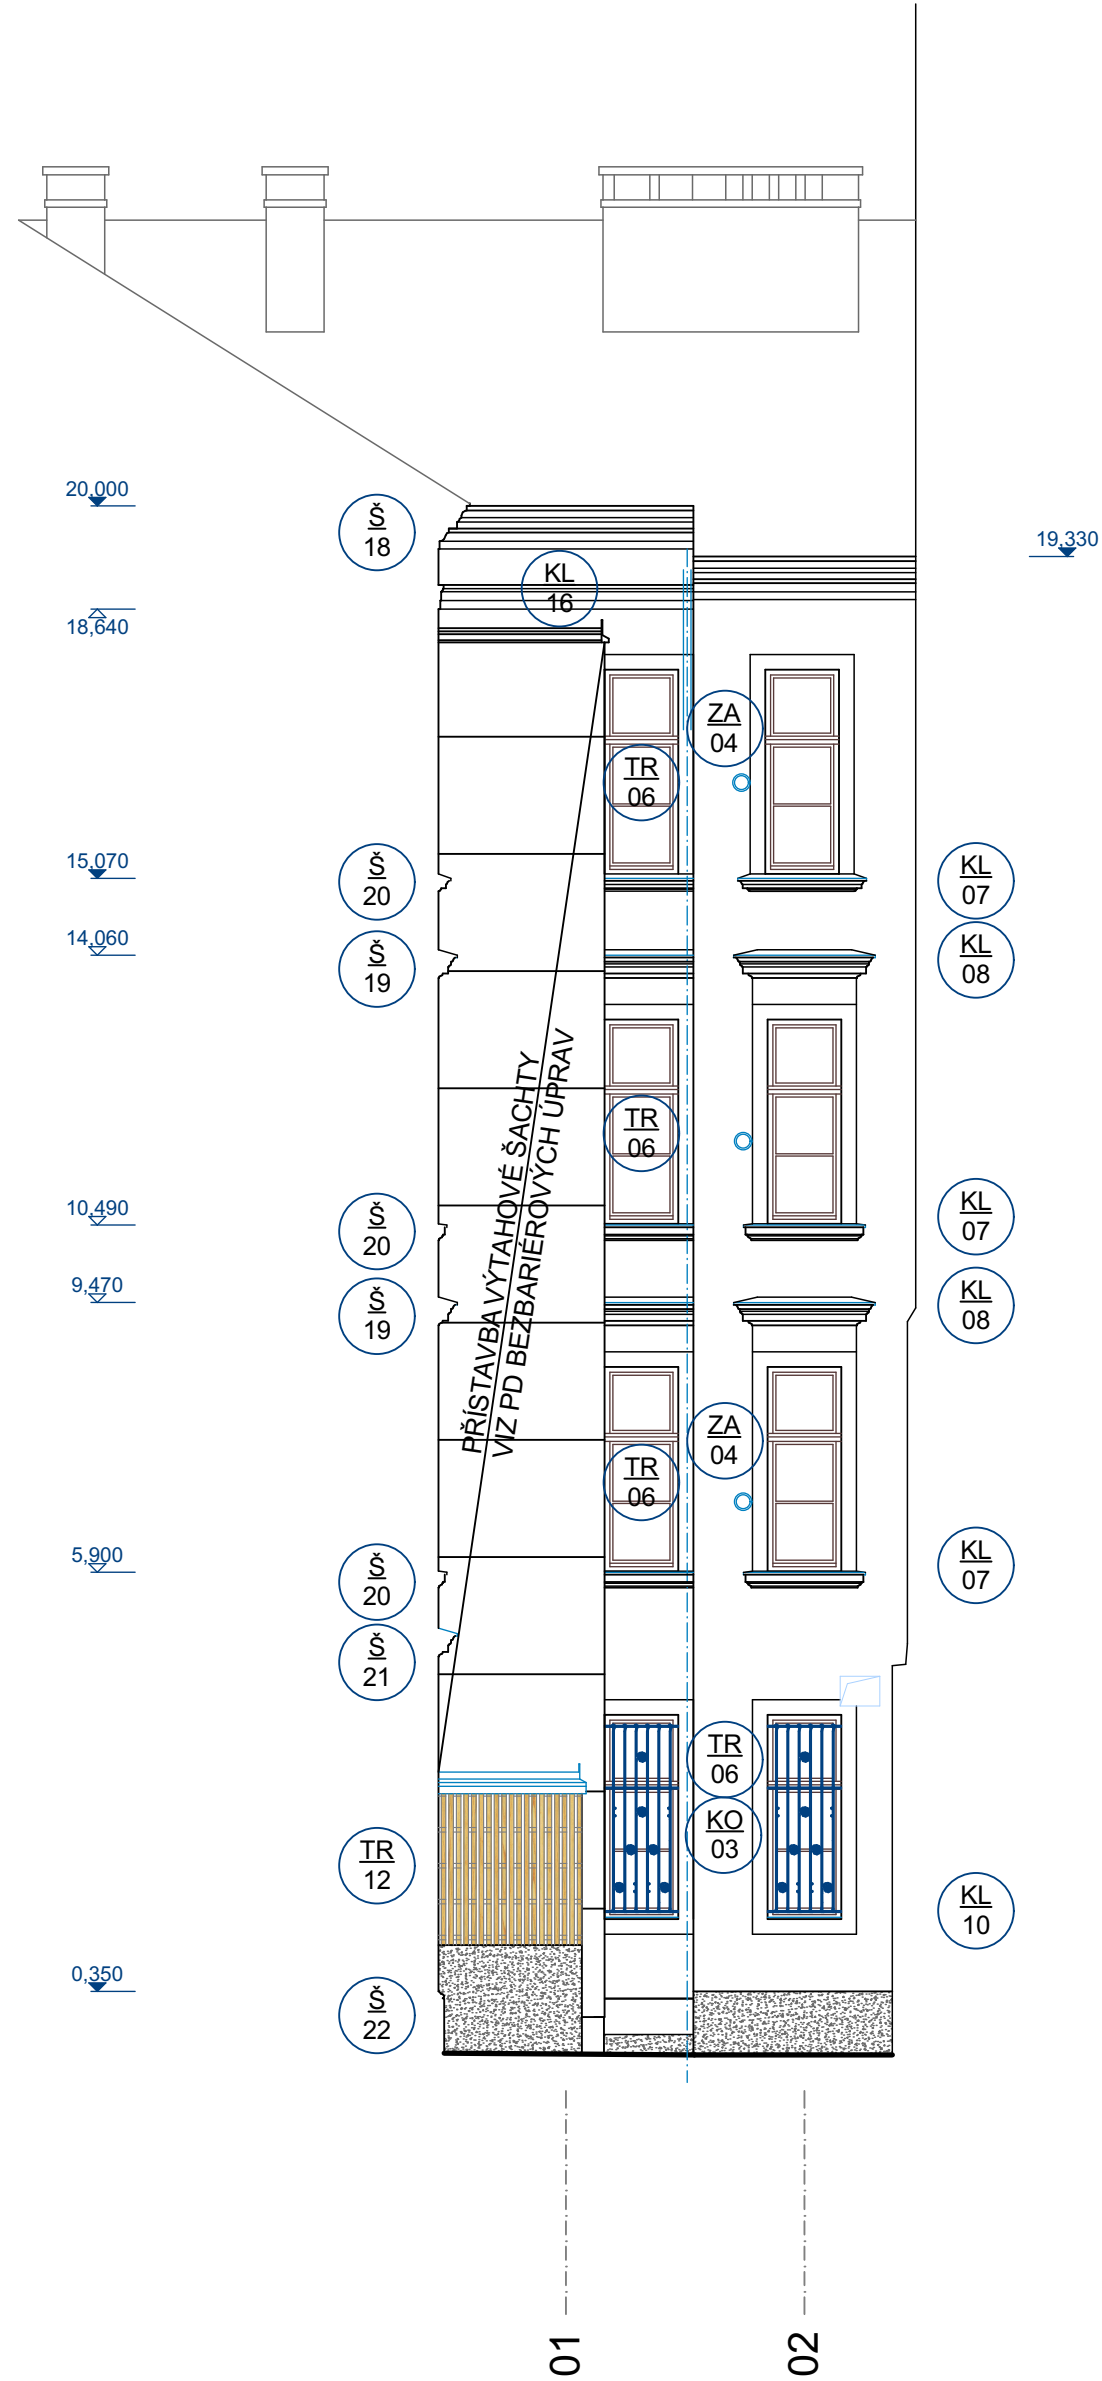 20,000
Š
18
19,330
KL
16
18,640
ZA
04
TR
06
15,070
Š
20
KL
07
14,060
Š
19
KL
08
PŘÍSTAVBA VÝTAHOVÉ ŠACHTY
VIZ PD BEZBARIÉROVÝCH ÚPRAV
TR
06
10,490
Š
20
KL
07
9,470
Š
19
KL
08
ZA
04
TR
06
5,900
Š
20
KL
07
Š
21
TR
06
KO
03
TR
12
KL
10
0,350
Š
22
01
02